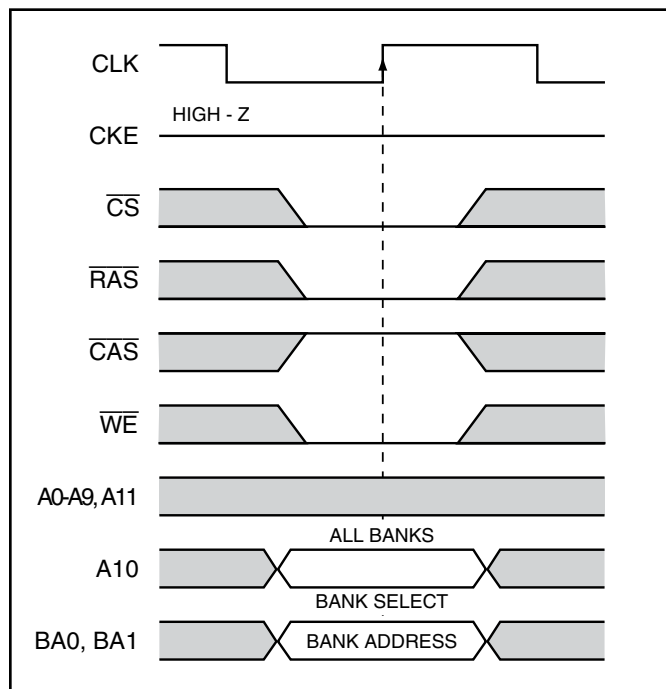 CLK
HIGH - Z
CKE
CS
RAS
CAS
WE
A0-A9, A11
ALL BANKS
A10
BANK SELECT
BA0, BA1
BANK ADDRESS